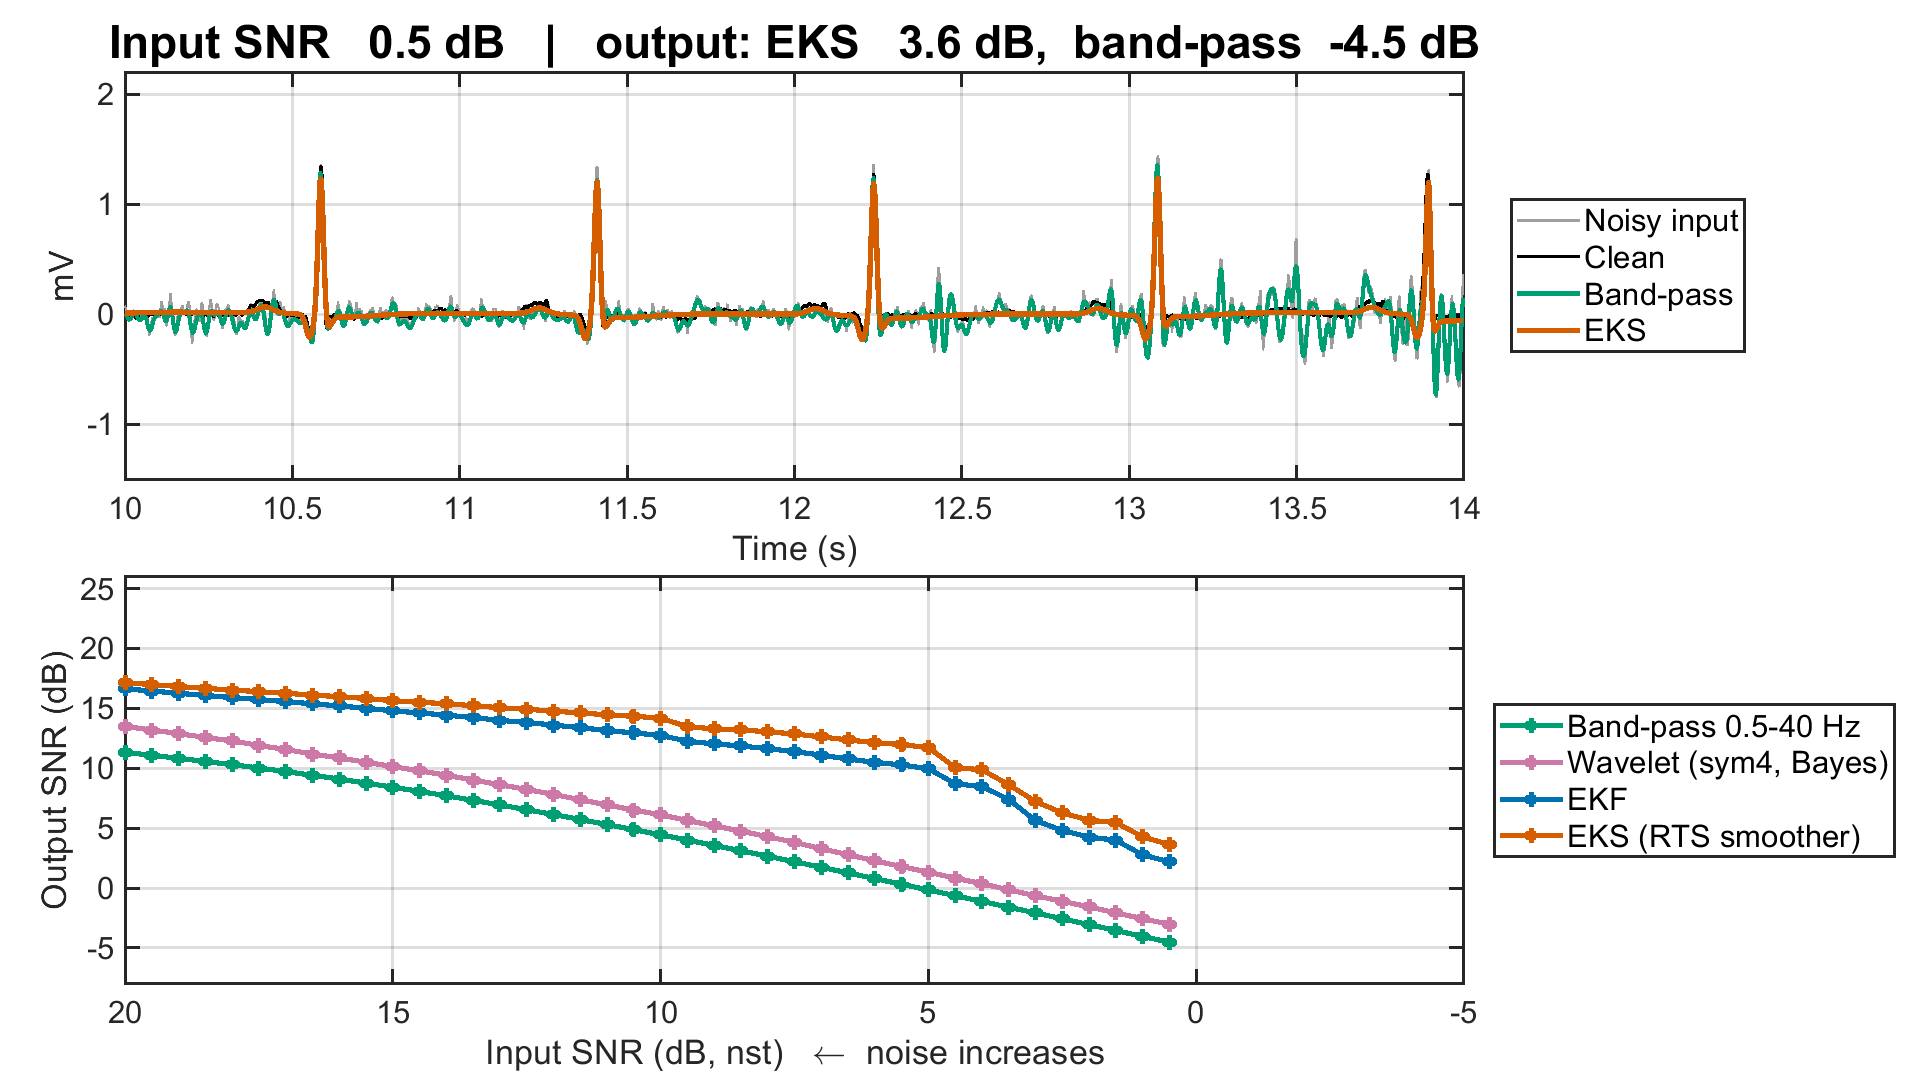 Input SNR 0.5 dB | output: EKS 3.6 dB, band-pass -4.5 dB
2
1
0
-1
mV
10 10.5 11 11.5 12 12.5 13 13.5 14
Time (s)
Noisy input
Clean
Band-pass
EKS
25
20
15
10
5
0
-5
Output SNR (dB)
20 15 10 5 0 -5
Input SNR (dB, nst) ← noise increases
Band-pass 0.5-40 Hz
Wavelet (sym4, Bayes)
EKF
EKS (RTS smoother)